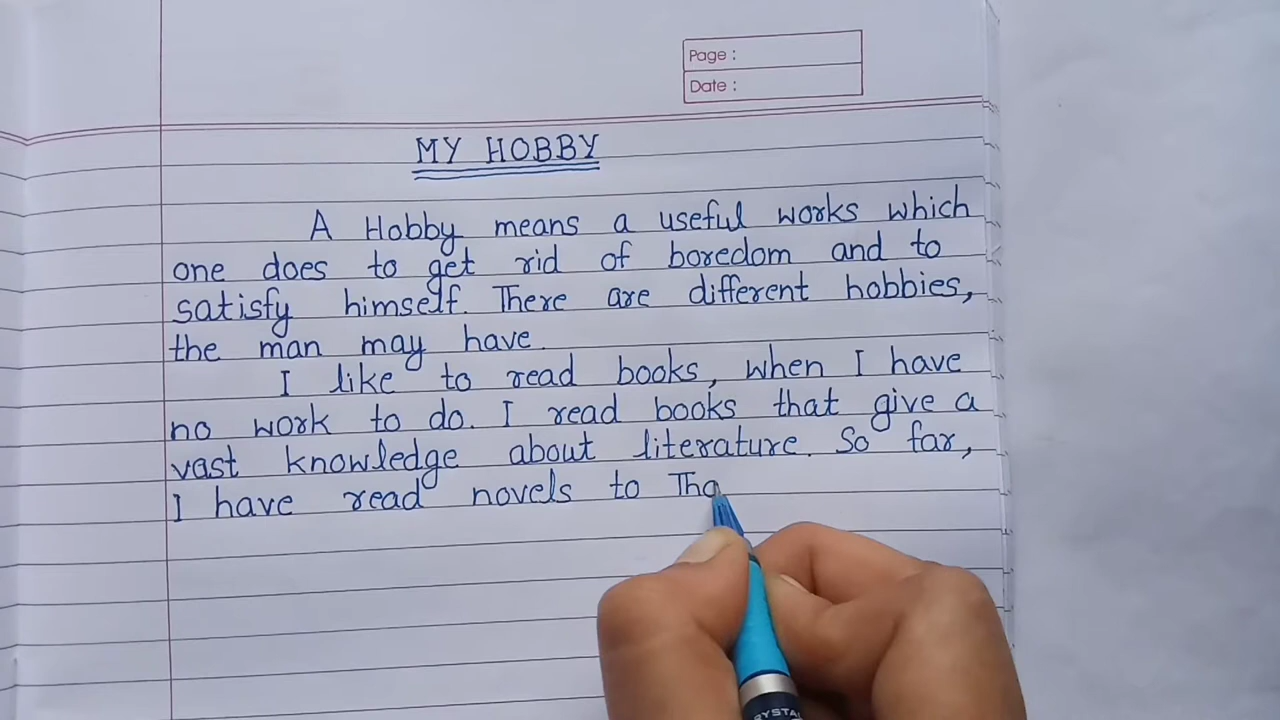 Page :
Date :
MY HOBBY
A Hobby means a useful works which
one does to get rid of boredom and to
satisfy himself. There are different hobbies,
the man may have.
I like to read books, when I have
no work to do. I read books that give a
vast knowledge about literature. So far,
I have read novels to Tho